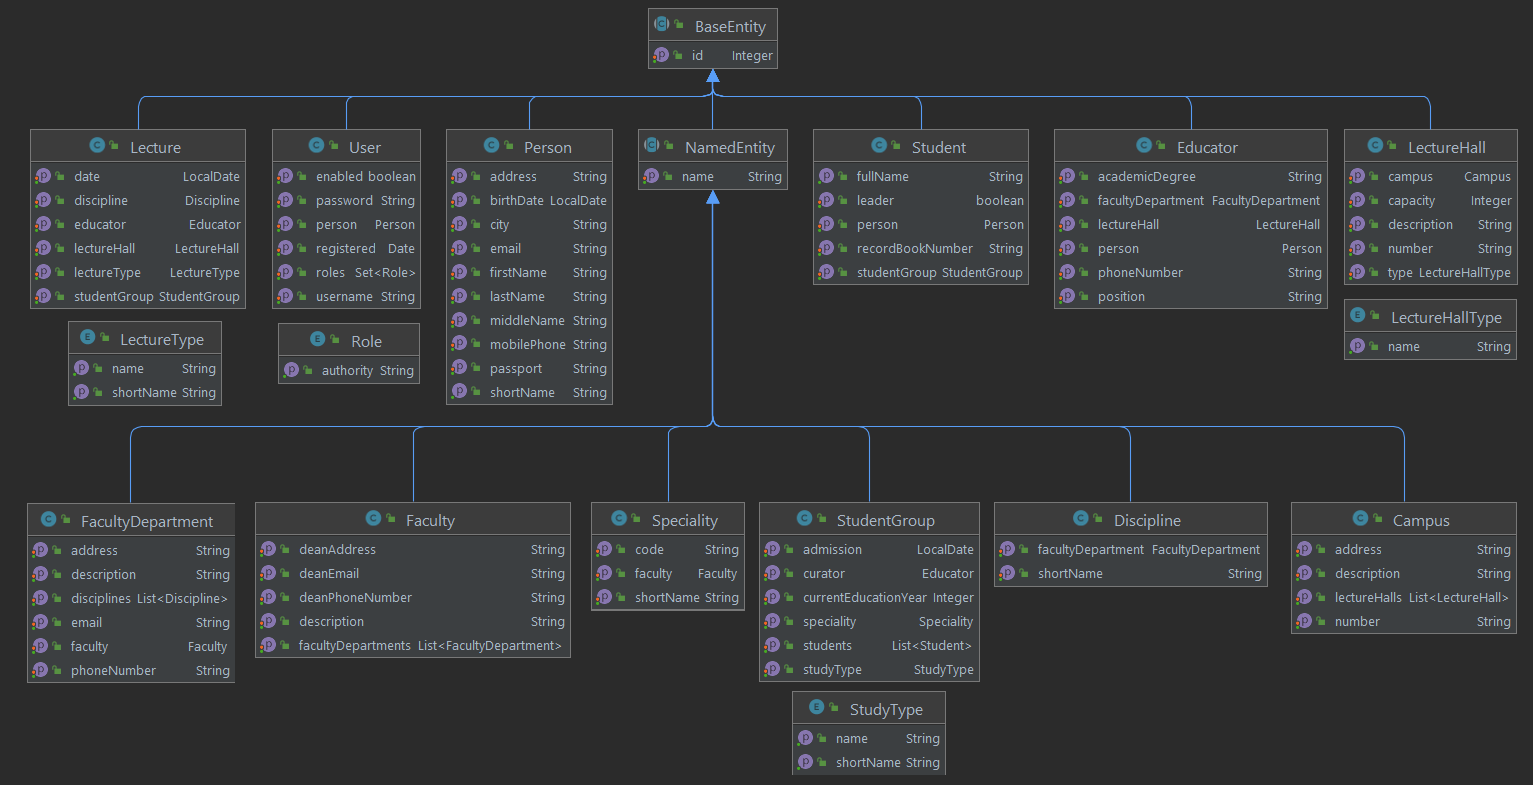 BaseEntity
id Integer
Lecture
date LocalDate
discipline Discipline
educator Educator
lectureHall LectureHall
lectureType LectureType
studentGroup StudentGroup
LectureType
name String
shortName String
User
enabled boolean
password String
person Person
registered Date
roles Set<Role>
username String
Role
authority String
Person
address String
birthDate LocalDate
city String
email String
firstName String
lastName String
middleName String
mobilePhone String
passport String
shortName String
NamedEntity
name String
Student
fullName String
leader boolean
person Person
recordBookNumber String
studentGroup StudentGroup
Educator
academicDegree String
facultyDepartment FacultyDepartment
lectureHall LectureHall
person Person
phoneNumber String
position String
LectureHall
campus Campus
capacity Integer
description String
number String
type LectureHallType
LectureHallType
name String
FacultyDepartment
address String
description String
disciplines List<Discipline>
email String
faculty Faculty
phoneNumber String
Faculty
deanAddress String
deanEmail String
deanPhoneNumber String
description String
facultyDepartments List<FacultyDepartment>
Speciality
code String
faculty Faculty
shortName String
StudentGroup
admission LocalDate
curator Educator
currentEducationYear Integer
speciality Speciality
students List<Student>
studyType StudyType
StudyType
name String
shortName String
Discipline
facultyDepartment FacultyDepartment
shortName String
Campus
address String
description String
lectureHalls List<LectureHall>
number String